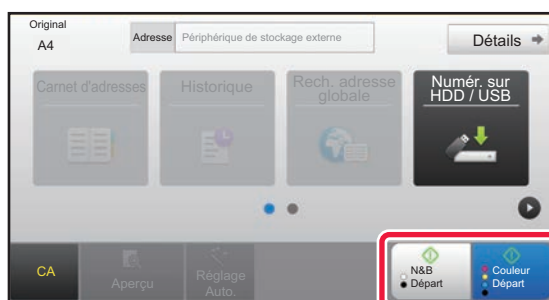 Original
A4
Adresse
Périphérique de stockage externe
Détails
Carnet d'adresses
Historique
Rech. adresse
globale
Numér. sur
HDD / USB
CA
Aperçu
Réglage
Auto.
N&B
Départ
Couleur
Départ